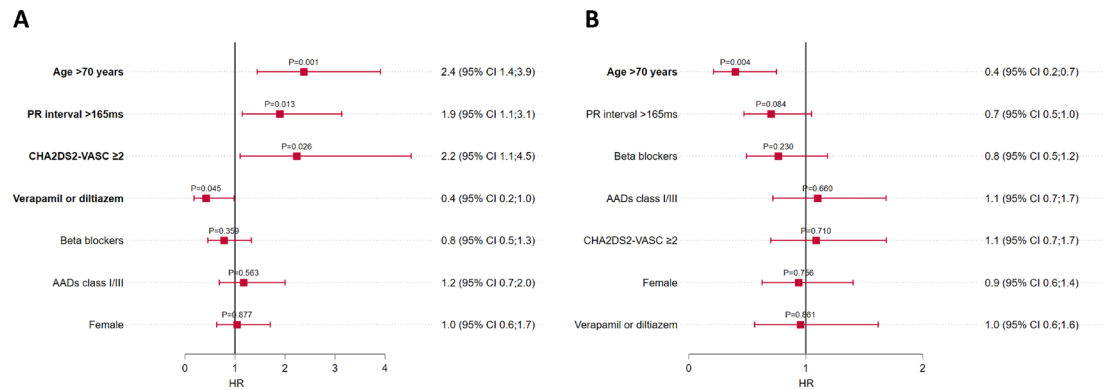 A
P=0.001
Age >70 years 2.4 (95% CI 1.4;3.9)
P=0.013
PR interval >165ms 1.9 (95% CI 1.1;3.1)
P=0.026
CHA2DS2-VASC ≥2 2.2 (95% CI 1.1;4.5)
P=0.045
Verapamil or diltiazem 0.4 (95% CI 0.2;1.0)
P=0.359
Beta blockers 0.8 (95% CI 0.5;1.3)
P=0.563
AADs class I/III 1.2 (95% CI 0.7;2.0)
P=0.877
Female 1.0 (95% CI 0.6;1.7)
0 1 2 3 4
HR
B
P=0.004
Age >70 years 0.4 (95% CI 0.2;0.7)
P=0.084
PR interval >165ms 0.7 (95% CI 0.5;1.0)
P=0.230
Beta blockers 0.8 (95% CI 0.5;1.2)
P=0.660
AADs class I/III 1.1 (95% CI 0.7;1.7)
P=0.710
CHA2DS2-VASC ≥2 1.1 (95% CI 0.7;1.7)
P=0.756
Female 0.9 (95% CI 0.6;1.4)
P=0.861
Verapamil or diltiazem 1.0 (95% CI 0.6;1.6)
0 1 2
HR